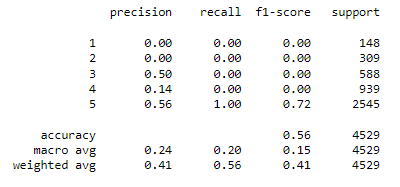 precision recall f1-score support
1 0.00 0.00 0.00 148
2 0.00 0.00 0.00 309
3 0.50 0.00 0.00 588
4 0.14 0.00 0.00 939
5 0.56 1.00 0.72 2545
accuracy 0.56 4529
macro avg 0.24 0.20 0.15 4529
weighted avg 0.41 0.56 0.41 4529